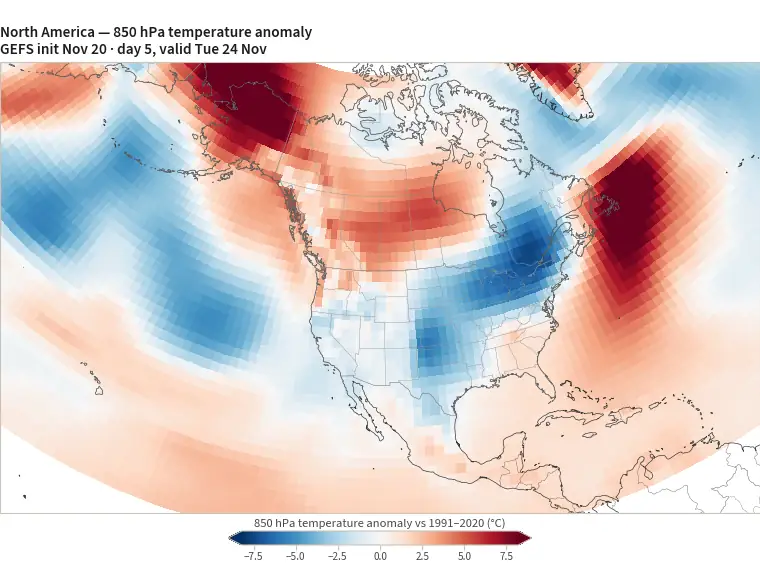 North America — 850 hPa temperature anomaly
GEFS init Nov 20 · day 5, valid Tue 24 Nov
850 hPa temperature anomaly vs 1991–2020 (°C)
−7.5 −5.0 −2.5 0.0 2.5 5.0 7.5